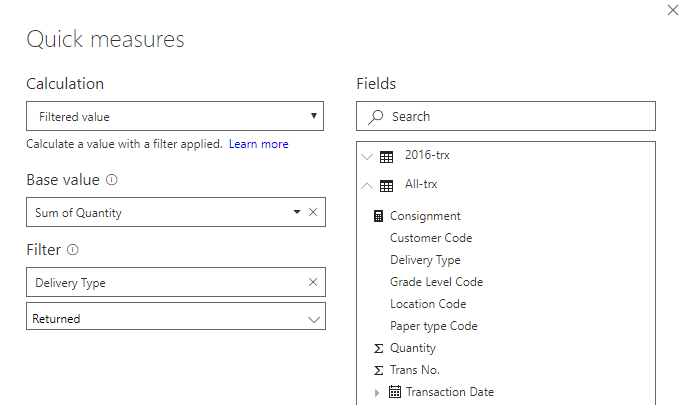 Quick measures
Calculation
Filtered value
Calculate a value with a filter applied. Learn more
Base value
Sum of Quantity
Filter
Delivery Type
Returned
Fields
Search
2016-trx
All-trx
Consignment
Customer Code
Delivery Type
Grade Level Code
Location Code
Paper type Code
Quantity
Trans No.
Transaction Date